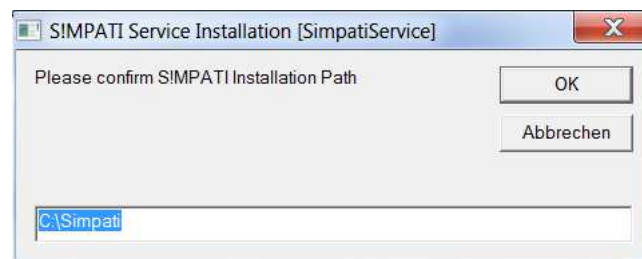 S!MPATI Service Installation [SimpatiService]
Please confirm S!MPATI Installation Path
OK
Abbrechen
C:\Simpati